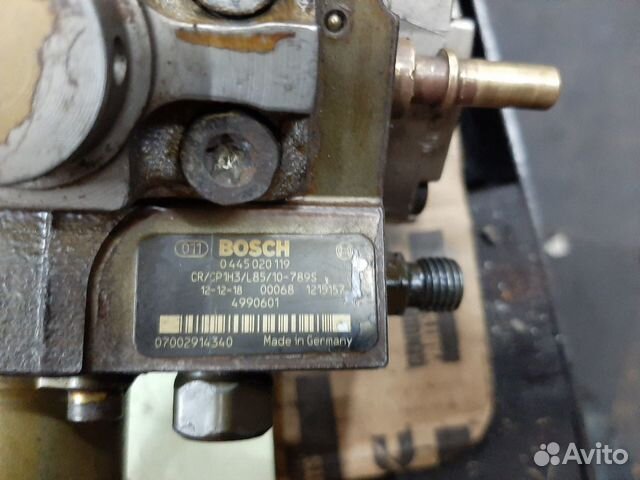 011 BOSCH
0 445 020 119
CR/CP1H3/L85/10-789S
12-12-18 00068 1215157
4990601
07002914340 Made in Germany
Avito